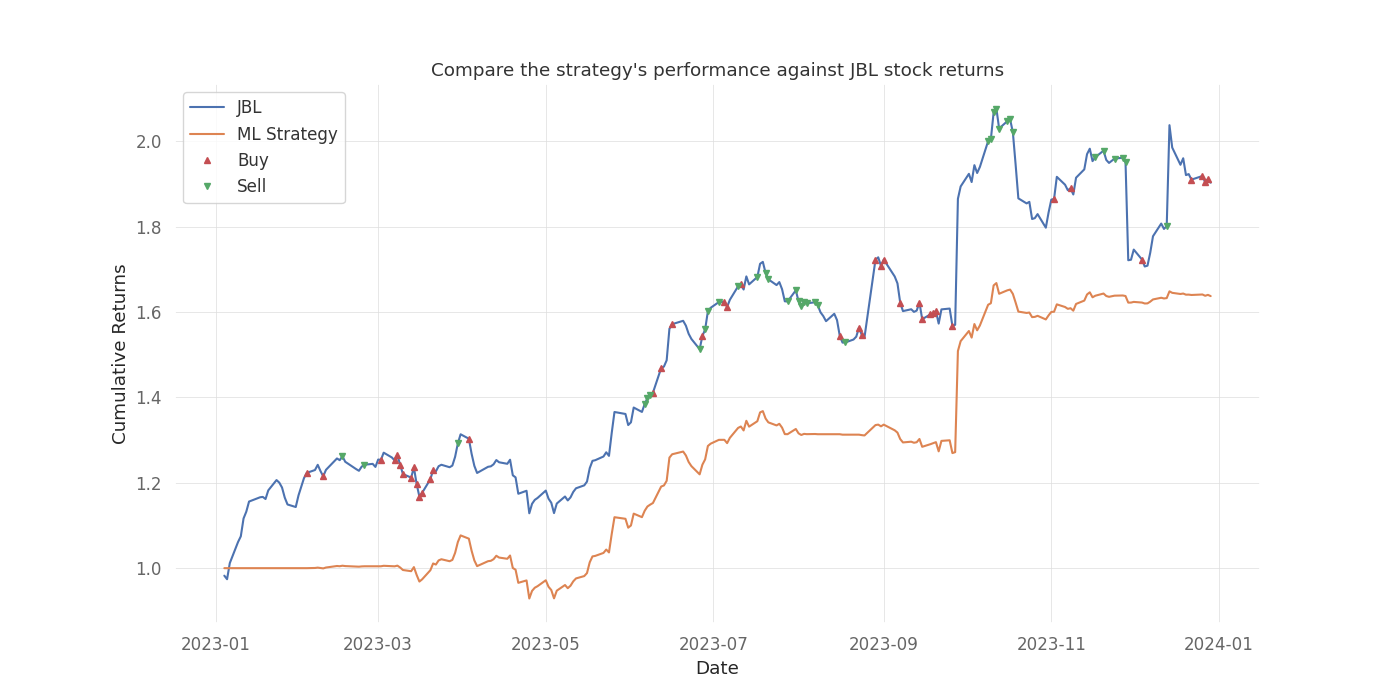 Compare the strategy's performance against JBL stock returns
JBL
ML Strategy
Buy
Sell
2.0
1.8
1.6
1.4
1.2
1.0
Cumulative Returns
2023-01
2023-03
2023-05
2023-07
2023-09
2023-11
2024-01
Date